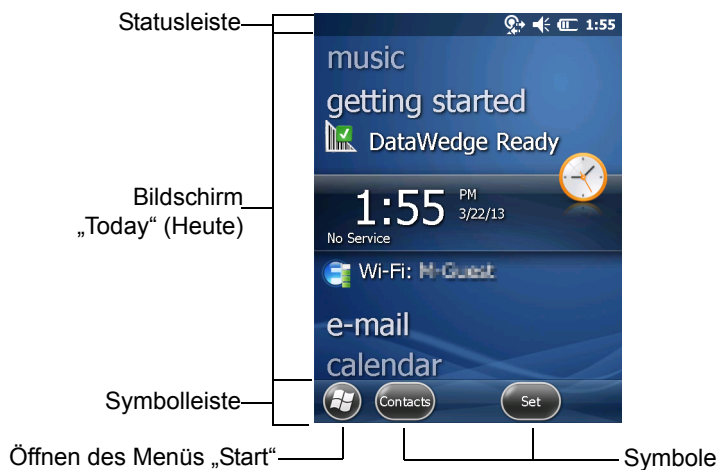 Statusleiste
1:55
music
getting started
DataWedge Ready
Bildschirm
„Today“ (Heute)
1:55 PM
3/22/13
No Service
Wi-Fi:
e-mail
calendar
Symbolleiste
Contacts
Set
Öffnen des Menüs „Start“
Symbole